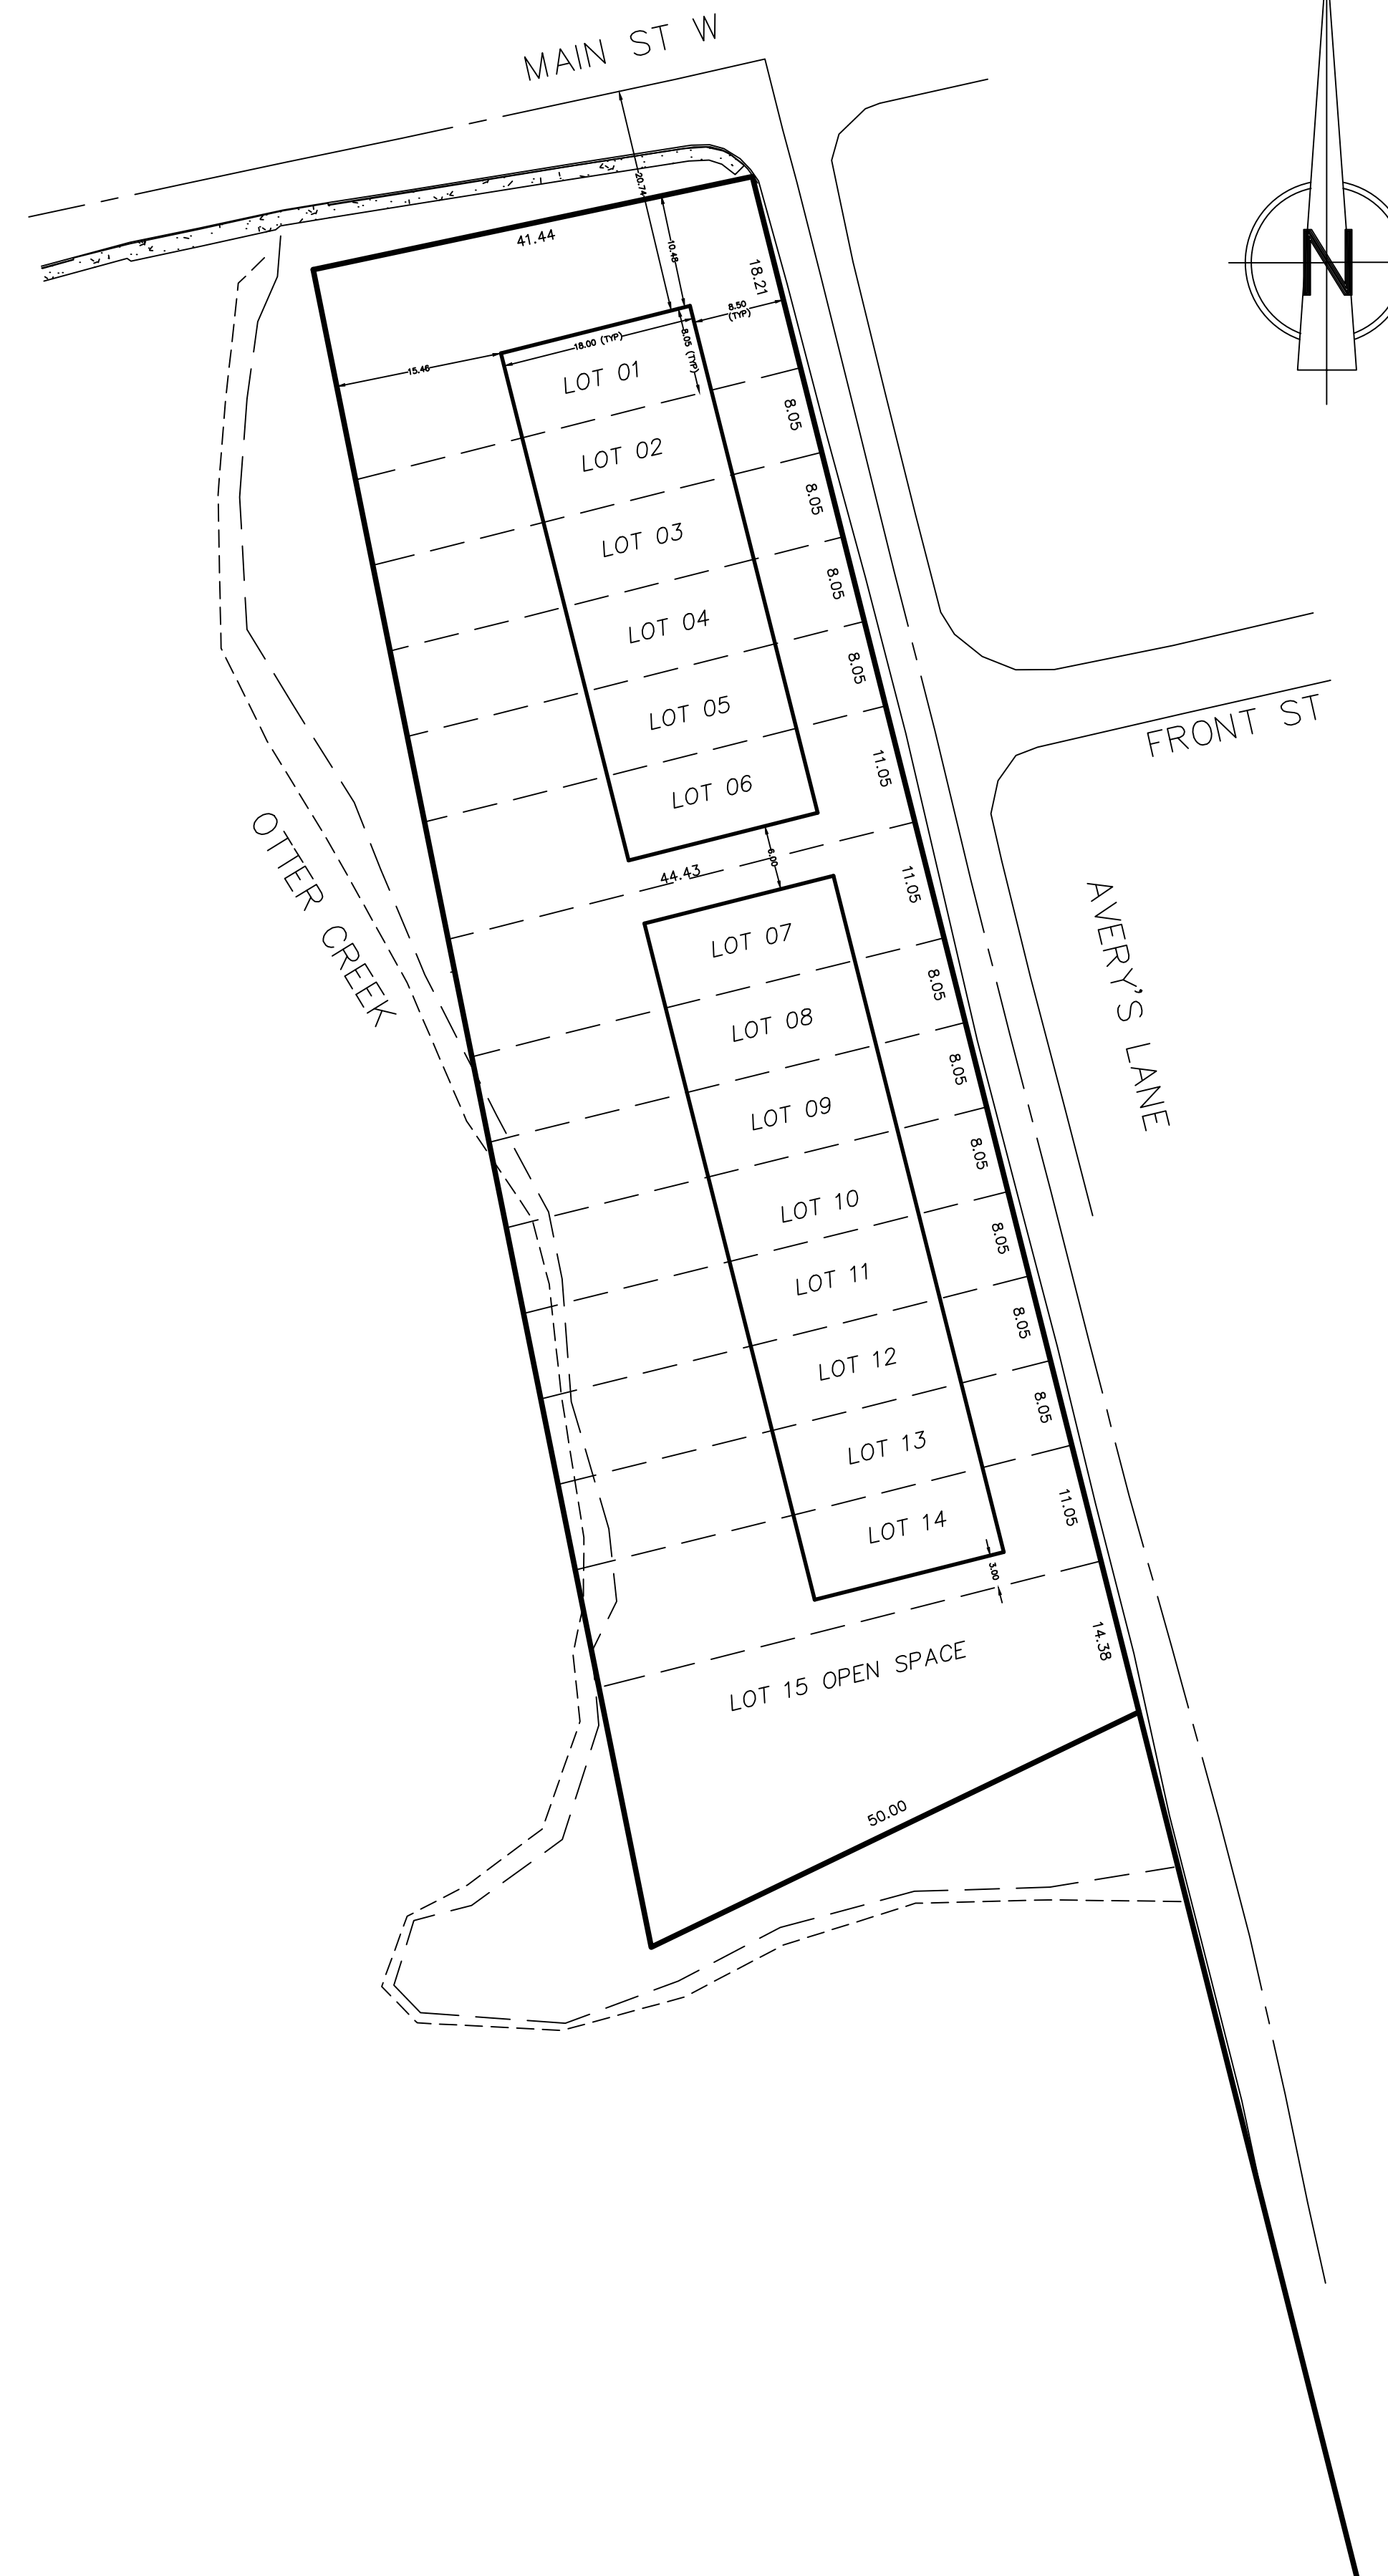 MAIN ST W
N
20.74
41.44
10.48
18.21
8.50
(TYP)
18.00 (TYP)
8.05 (TYP)
15.46
LOT 01
8.05
LOT 02
8.05
LOT 03
8.05
LOT 04
8.05
FRONT ST
LOT 05
11.05
LOT 06
OTTER CREEK
6.00
44.43
11.05
AVERY'S LANE
LOT 07
8.05
LOT 08
8.05
LOT 09
8.05
LOT 10
8.05
LOT 11
8.05
LOT 12
8.05
LOT 13
11.05
LOT 14
3.00
14.38
LOT 15 OPEN SPACE
50.00